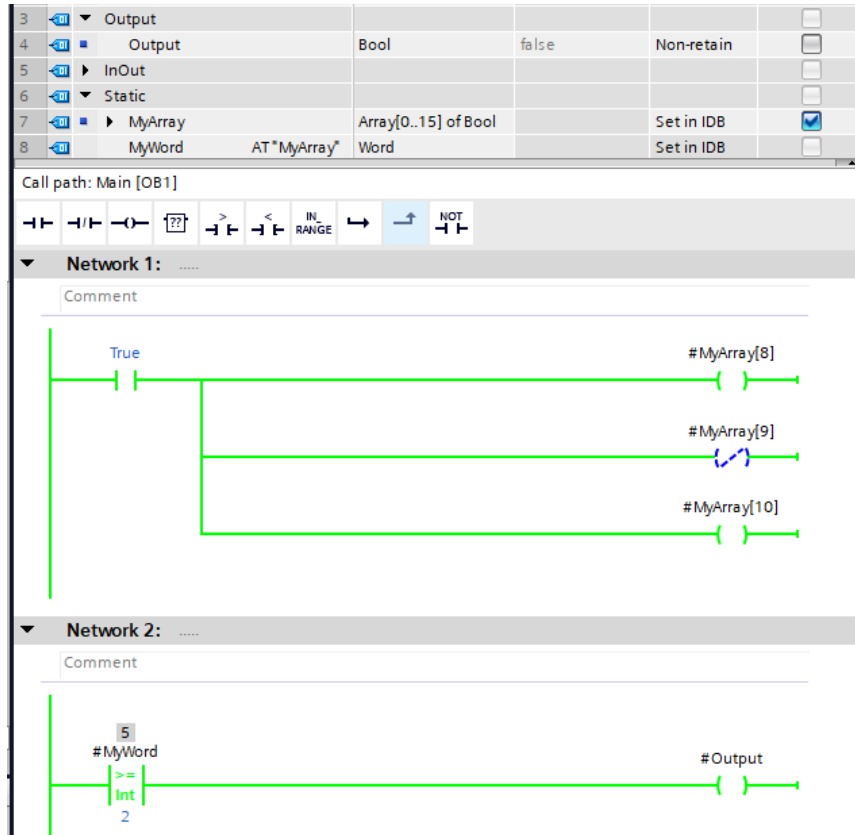 3 Output
4 Output Bool false Non-retain
5 InOut
6 Static
7 MyArray Array[0..15] of Bool Set in IDB
8 MyWord AT"MyArray" Word Set in IDB
Call path: Main [OB1]
?? > < IN_RANGE NOT
Network 1: .....
Comment
True #MyArray[8]
#MyArray[9]
#MyArray[10]
Network 2: .....
Comment
5
#MyWord #Output
>=
Int
2